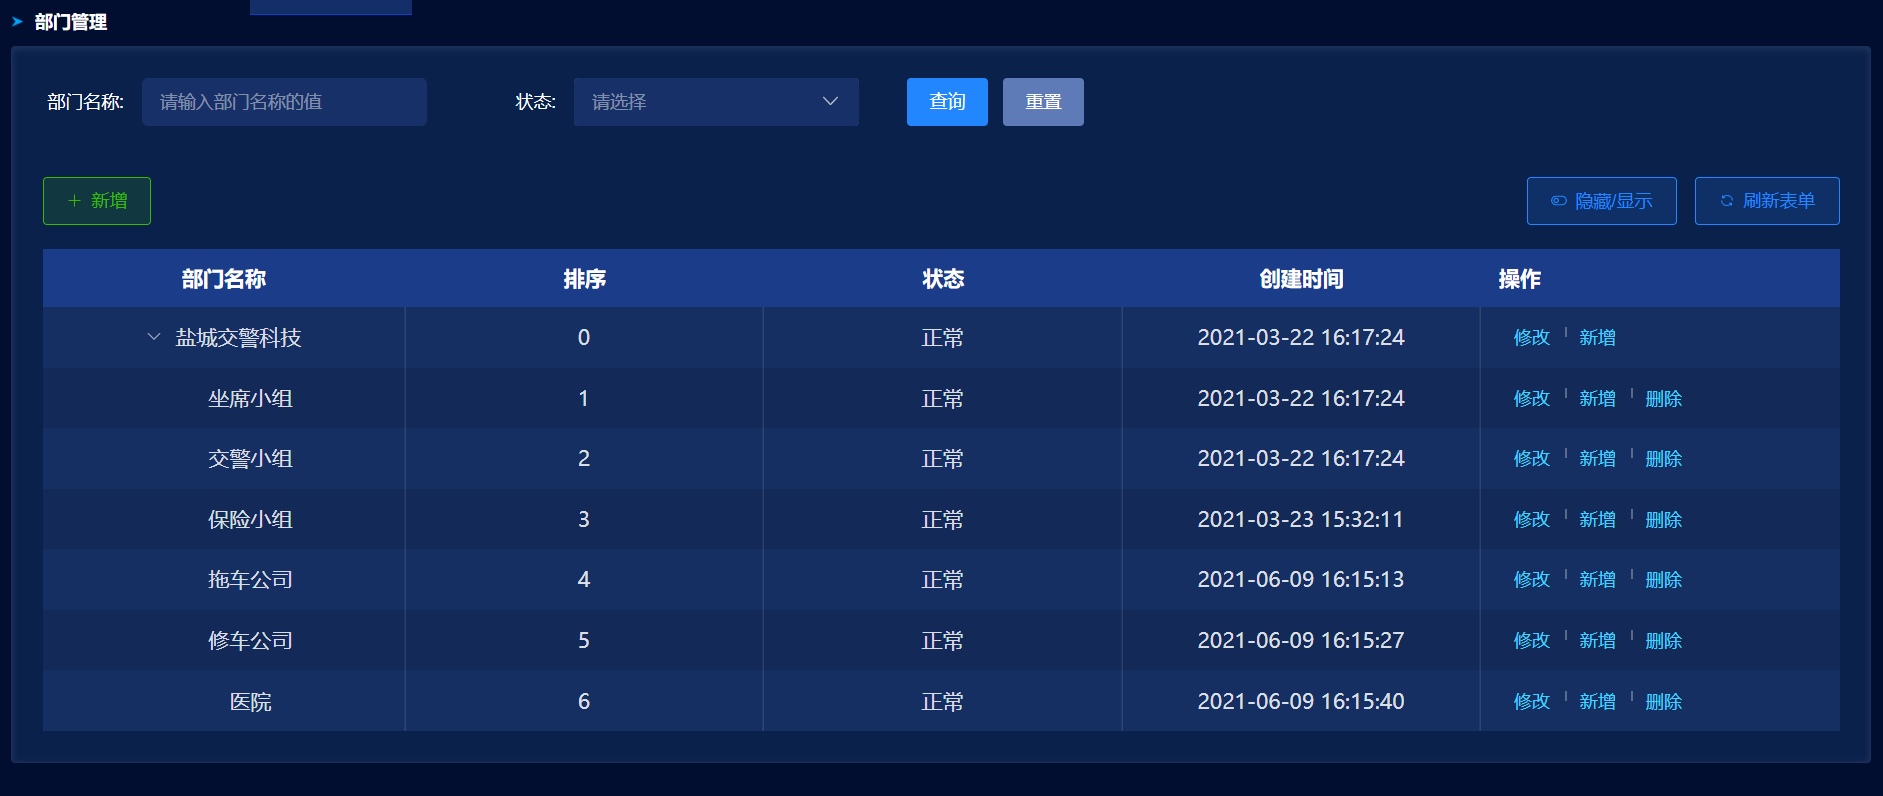 部门管理
部门名称: 请输入部门名称的值 状态: 请选择 查询 重置
新增 隐藏/显示 刷新表单
部门名称 排序 状态 创建时间 操作
盐城交警科技 0 正常 2021-03-22 16:17:24 修改 新增
坐席小组 1 正常 2021-03-22 16:17:24 修改 新增 删除
交警小组 2 正常 2021-03-22 16:17:24 修改 新增 删除
保险小组 3 正常 2021-03-23 15:32:11 修改 新增 删除
拖车公司 4 正常 2021-06-09 16:15:13 修改 新增 删除
修车公司 5 正常 2021-06-09 16:15:27 修改 新增 删除
医院 6 正常 2021-06-09 16:15:40 修改 新增 删除